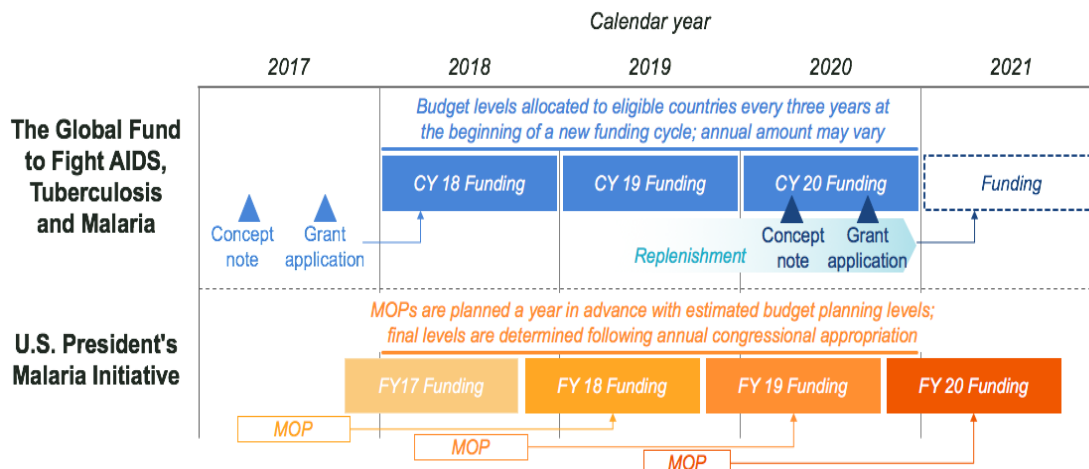 Calendar year
2017
2018
2019
2020
2021
The Global Fund
to Fight AIDS,
Tuberculosis
and Malaria
Budget levels allocated to eligible countries every three years at
the beginning of a new funding cycle; annual amount may vary
CY 18 Funding
CY 19 Funding
CY 20 Funding
Funding
Concept
note
Grant
application
Replenishment
Concept
note
Grant
application
U.S. President's
Malaria Initiative
MOPs are planned a year in advance with estimated budget planning levels;
final levels are determined following annual congressional appropriation
FY17 Funding
FY 18 Funding
FY 19 Funding
FY 20 Funding
MOP
MOP
MOP